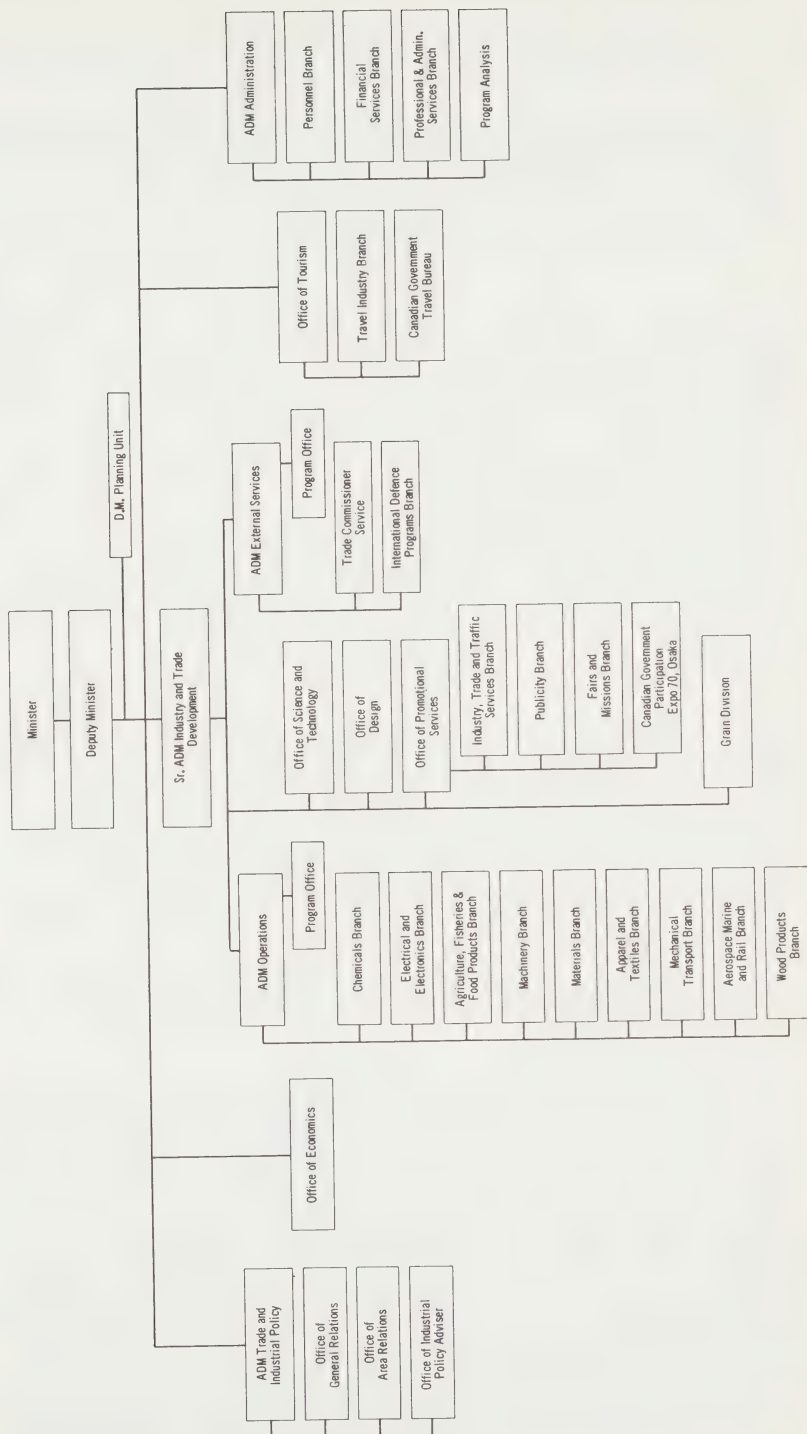 Minister
Deputy Minister
D.M. Planning Unit
Sr. ADM Industry and Trade
Development
ADM Trade and
Industrial Policy
Office of
General Relations
Office of
Area Relations
Office of Industrial
Policy Adviser
Office of Economics
ADM Operations
Program Office
Chemicals Branch
Electrical and
Electronics Branch
Agriculture, Fisheries &
Food Products Branch
Machinery Branch
Materials Branch
Apparel and
Textiles Branch
Mechanical
Transport Branch
Aerospace Marine
and Rail Branch
Wood Products
Branch
Office of Science and
Technology
Office of
Design
Office of Promotional
Services
Industry, Trade and Traffic
Services Branch
Publicity Branch
Fairs and
Missions Branch
Canadian Government
Participation
Expo 70, Osaka
Grain Division
ADM External Services
Program Office
Trade Commissioner
Service
International Defence
Programs Branch
Office of Tourism
Travel Industry Branch
Canadian Government
Travel Bureau
ADM Administration
Personnel Branch
Financial
Services Branch
Professional & Admin.
Services Branch
Program Analysis